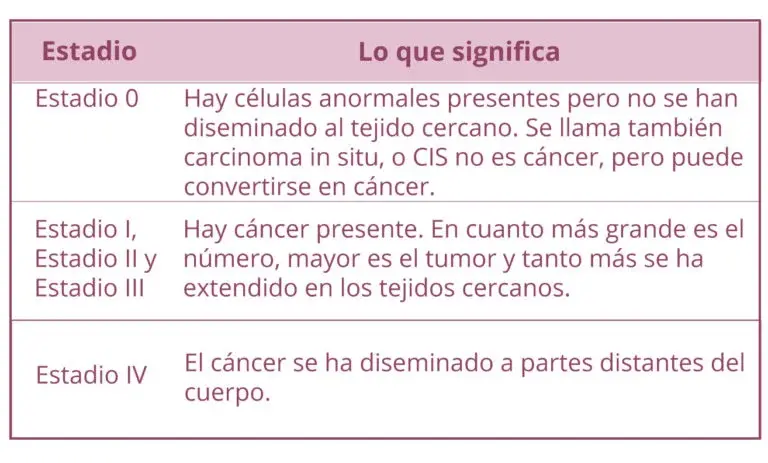 Estadio Lo que significa
Estadio 0
Hay células anormales presentes pero no se han
diseminado al tejido cercano. Se llama también
carcinoma in situ, o CIS no es cáncer, pero puede
convertirse en cáncer.
Estadio I,
Estadio II y
Estadio III
Hay cáncer presente. En cuanto más grande es el
número, mayor es el tumor y tanto más se ha
extendido en los tejidos cercanos.
Estadio IV
El cáncer se ha diseminado a partes distantes del
cuerpo.